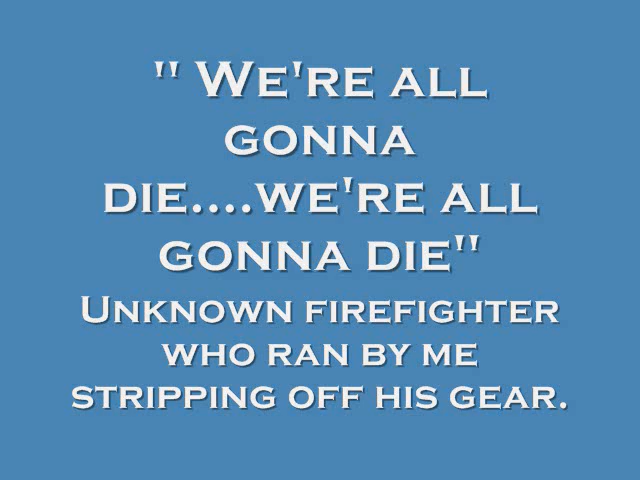 " We're all
gonna
die....we're all
gonna die"
Unknown firefighter
who ran by me
stripping off his gear.